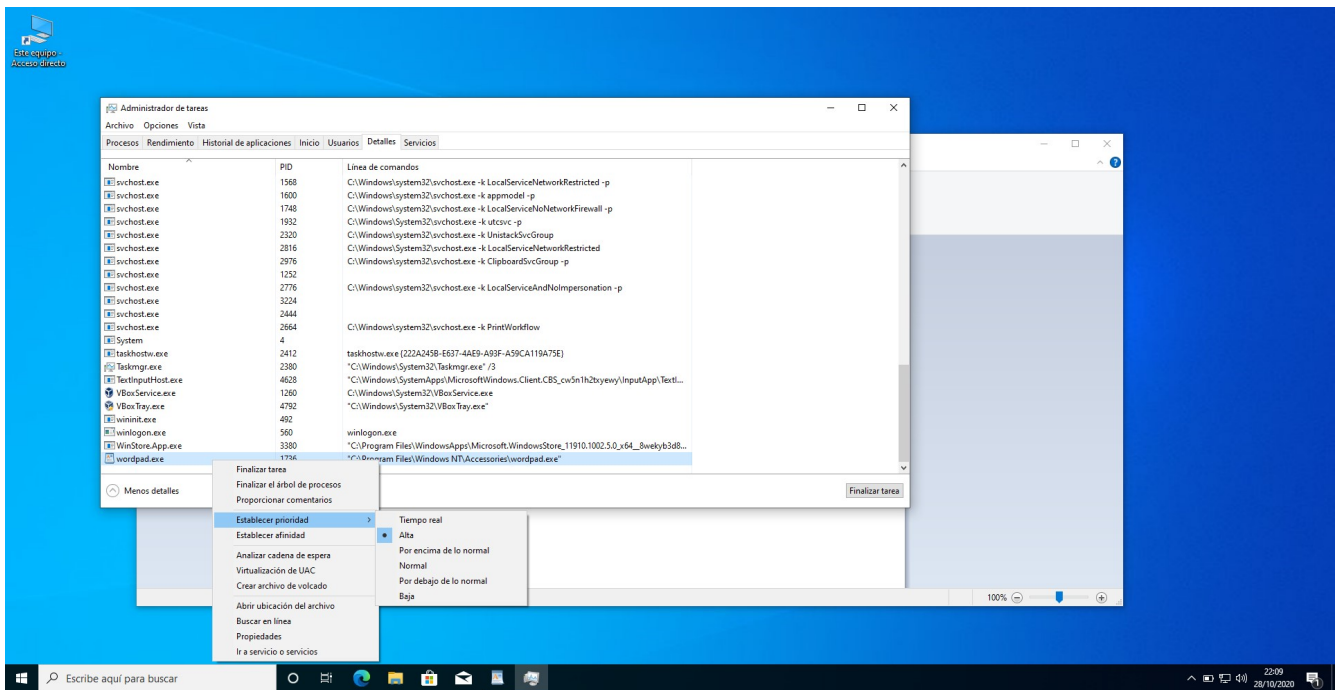 Este equipo -
Acceso directo
Administrador de tareas
Archivo Opciones Vista
Procesos Rendimiento Historial de aplicaciones Inicio Usuarios Detalles Servicios
Nombre PID Línea de comandos
svchost.exe 1568 C:\Windows\system32\svchost.exe -k LocalServiceNetworkRestricted -p
svchost.exe 1600 C:\Windows\system32\svchost.exe -k appmodel -p
svchost.exe 1748 C:\Windows\system32\svchost.exe -k LocalServiceNoNetworkFirewall -p
svchost.exe 1932 C:\Windows\System32\svchost.exe -k utcsvc -p
svchost.exe 2320 C:\Windows\system32\svchost.exe -k UnistackSvcGroup
svchost.exe 2816 C:\Windows\System32\svchost.exe -k LocalServiceNetworkRestricted
svchost.exe 2976 C:\Windows\system32\svchost.exe -k ClipboardSvcGroup -p
svchost.exe 1252
svchost.exe 2776 C:\Windows\system32\svchost.exe -k LocalServiceAndNoImpersonation -p
svchost.exe 3224
svchost.exe 2444
svchost.exe 2664 C:\Windows\system32\svchost.exe -k PrintWorkflow
System 4
taskhostw.exe 2412 taskhostw.exe {222A245B-E637-4AE9-A93F-A59CA119A75E}
Taskmgr.exe 2380 "C:\Windows\System32\Taskmgr.exe" /3
TextInputHost.exe 4628 "C:\Windows\SystemApps\MicrosoftWindows.Client.CBS_cw5n1h2txyewy\InputApp\TextI...
VBoxService.exe 1260 C:\Windows\System32\VBoxService.exe
VBoxTray.exe 4792 "C:\Windows\System32\VBoxTray.exe"
wininit.exe 492
winlogon.exe 560 winlogon.exe
WinStore.App.exe 3380 "C:\Program Files\WindowsApps\Microsoft.WindowsStore_11910.1002.5.0_x64__8wekyb3d8...
wordpad.exe 1736 "C:\Program Files\Windows NT\Accessories\wordpad.exe"
Menos detalles
Finalizar tarea
Finalizar tarea
Finalizar el árbol de procesos
Proporcionar comentarios
Establecer prioridad
Establecer afinidad
Analizar cadena de espera
Virtualización de UAC
Crear archivo de volcado
Abrir ubicación del archivo
Buscar en línea
Propiedades
Ir a servicio o servicios
Tiempo real
Alta
Por encima de lo normal
Normal
Por debajo de lo normal
Baja
100%
Escribe aquí para buscar
22:09
28/10/2020